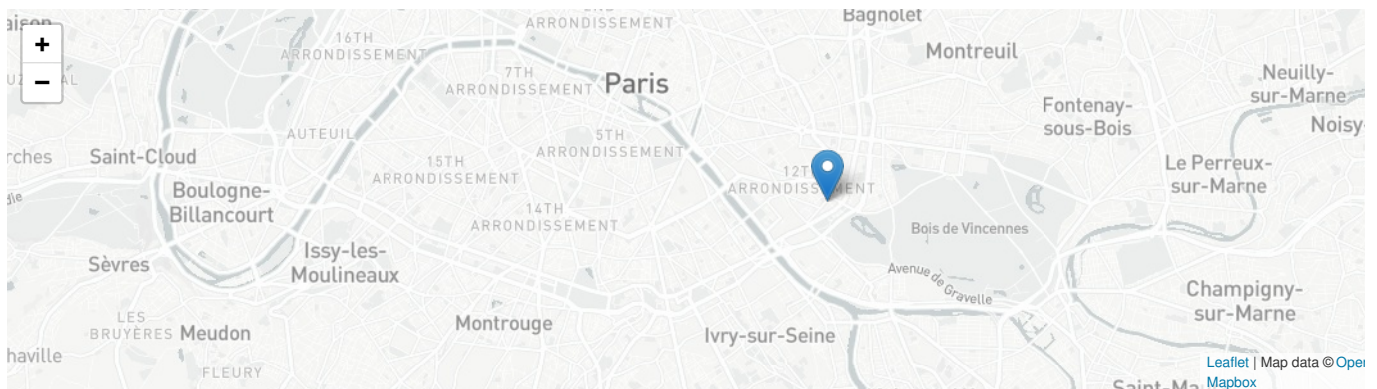 Bagnolet
ARRONDISSEMENT
+
16TH
ARRONDISSEMENT
Montreuil
−
7TH
ARRONDISSEMENT
Paris
Neuilly-
sur-Marne
Fontenay-
sous-Bois
AUTEUIL
5TH
ARRONDISSEMENT
Noisy-
Saint-Cloud
15TH
ARRONDISSEMENT
ARRONDISSEMENT
Le Perreux-
sur-Marne
Boulogne-
Billancourt
14TH
ARRONDISSEMENT
Bois de Vincennes
Issy-les-
Moulineaux
Sèvres
Avenue de Gravelle
Champigny-
sur-Marne
LES
BRUYÈRES
Meudon
Montrouge
Ivry-sur-Seine
haville
FLEURY
Leaflet | Map data © Ope
Mapbox